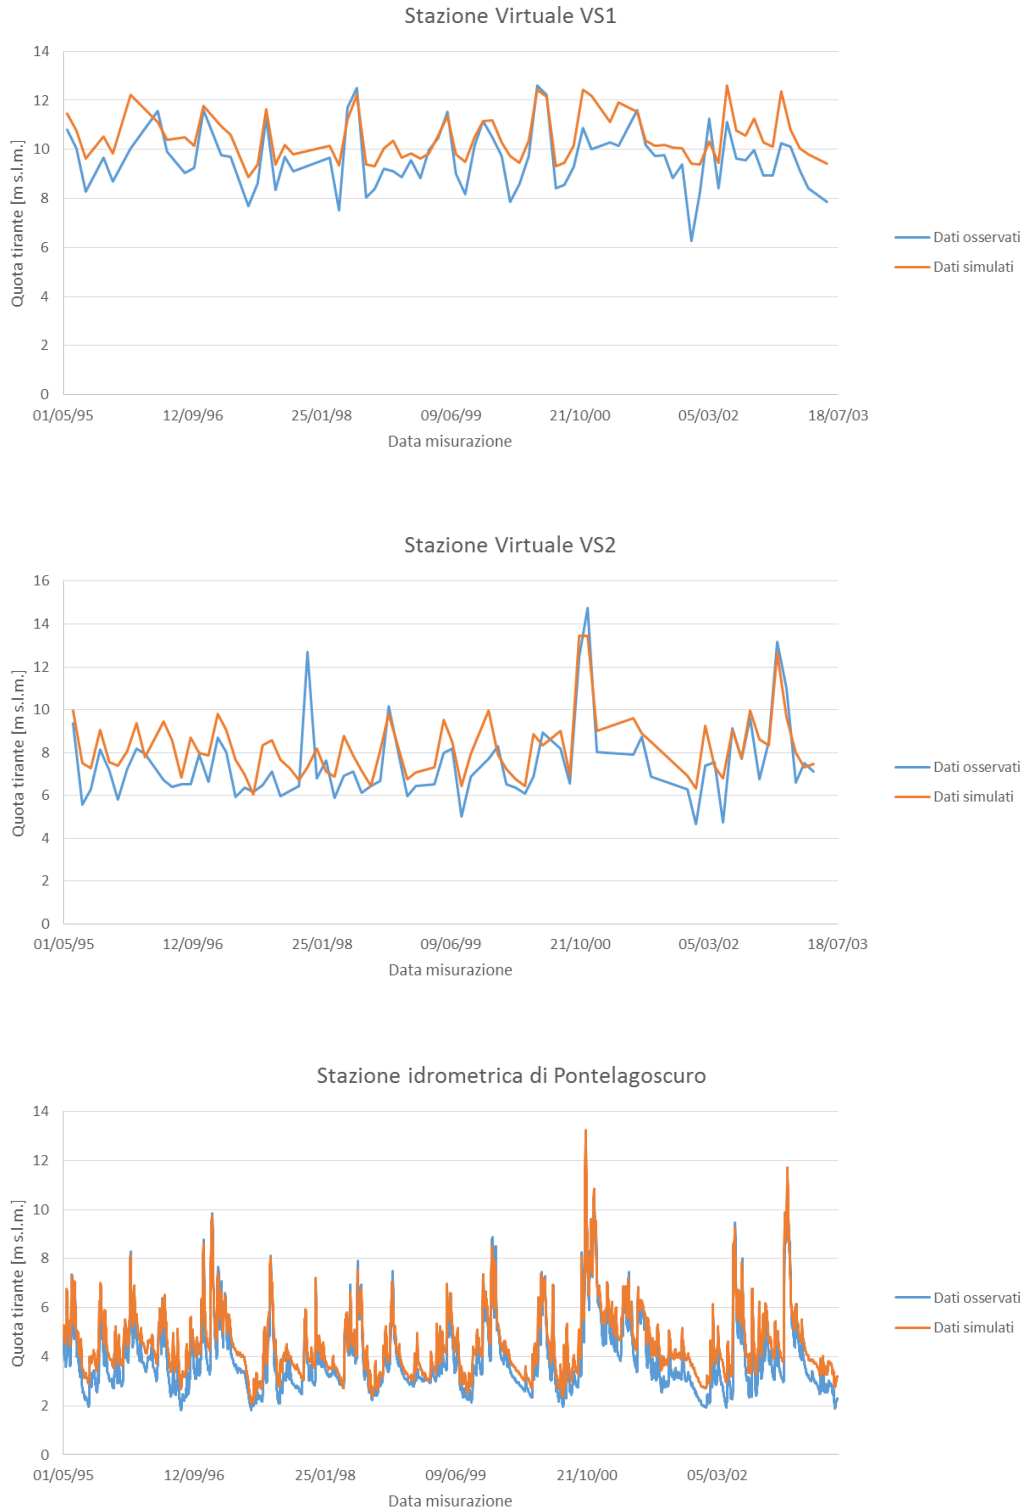 Stazione Virtuale VS1
14
12
10
8
6
4
2
0
Quota tirante [m s.l.m.]
01/05/95 12/09/96 25/01/98 09/06/99 21/10/00 05/03/02 18/07/03
Data misurazione
Dati osservati
Dati simulati
Stazione Virtuale VS2
16
14
12
10
8
6
4
2
0
Quota tirante [m s.l.m.]
01/05/95 12/09/96 25/01/98 09/06/99 21/10/00 05/03/02 18/07/03
Data misurazione
Dati osservati
Dati simulati
Stazione idrometrica di Pontelagoscuro
14
12
10
8
6
4
2
0
Quota tirante [m s.l.m.]
01/05/95 12/09/96 25/01/98 09/06/99 21/10/00 05/03/02
Data misurazione
Dati osservati
Dati simulati